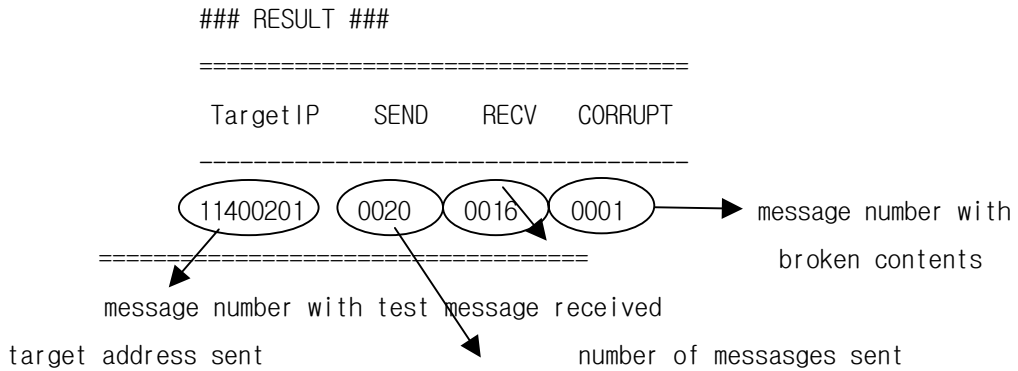 ### RESULT ###
====================================
TargetIP SEND RECV CORRUPT
------------------------------------
11400201 0020 0016 0001 message number with
broken contents
====================================
message number with test message received
target address sent number of messasges sent